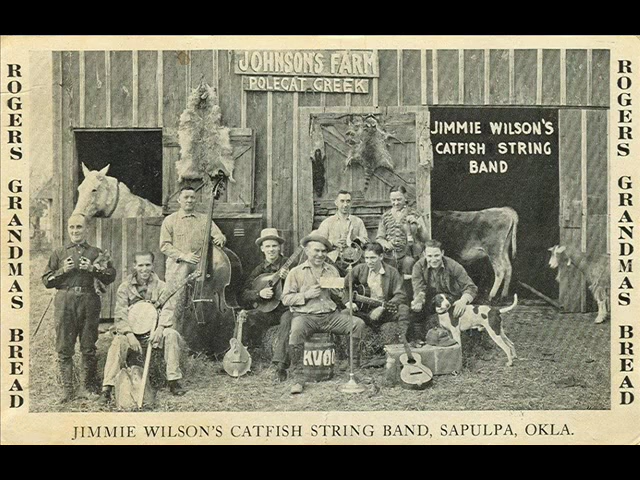 ROGERS GRANDMAS BREAD
JOHNSON'S FARM
POLECAT CREEK
JIMMIE WILSON'S
CATFISH STRING
BAND
KVOO
ROGERS GRANDMAS BREAD
JIMMIE WILSON'S CATFISH STRING BAND, SAPULPA, OKLA.